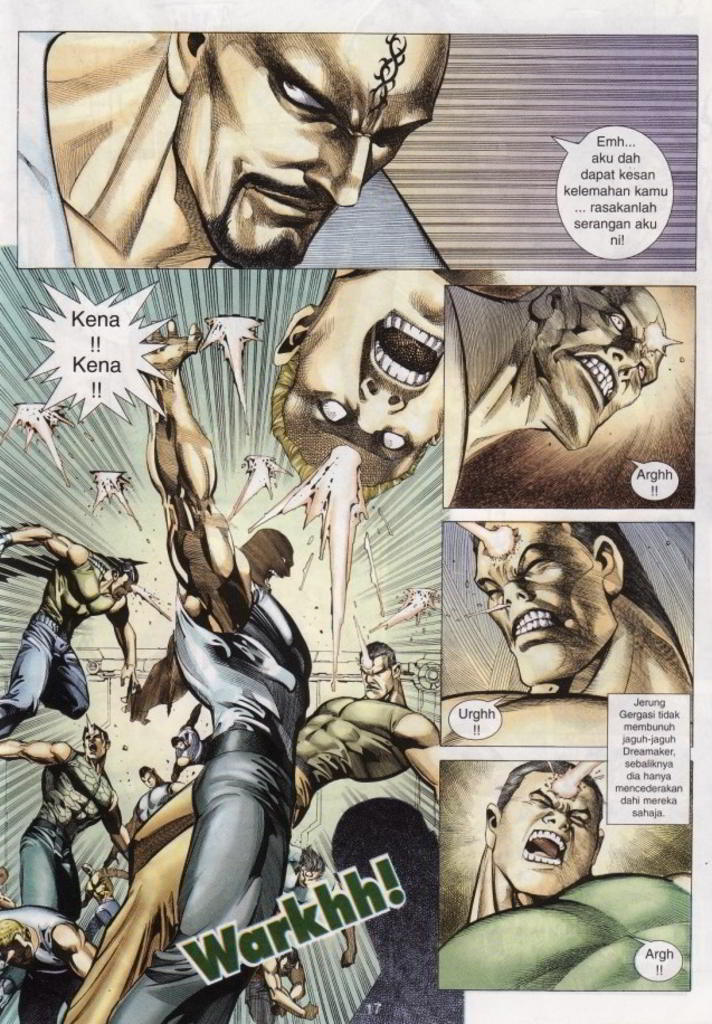 Emh...
aku dah
dapat kesan
kelemahan kamu
... rasakanlah
serangan aku
ni!
Kena
!!
Kena
!!
Arghh
!!
Urghh
!!
Jerung
Gergasi tidak
membunuh
jaguh-jaguh
Dreamaker,
sebaliknya
dia hanya
mencederakan
dahi mereka
sahaja.
Warkhh!
Argh
!!
17